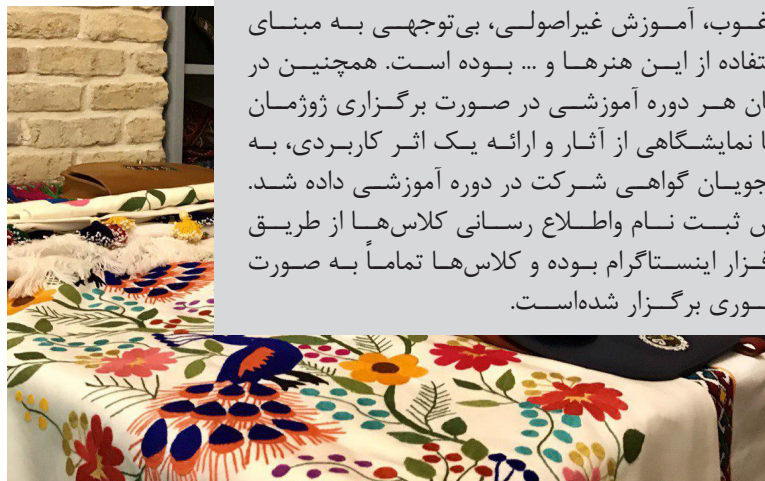 غوب، آموزش غیراصولی، بی‌توجهی به مبنای
تفاده از این هنرها و ... بوده است. همچنین در
ان هر دوره آموزشی در صورت برگزاری ژوژمان
ا نمایشگاهی از آثار و ارائه یک اثر کاربردی، به
جویان گواهی شرکت در دوره آموزشی داده شد.
ثبت نام واطلاع رسانی کلاس‌ها از طریق
فزار اینستاگرام بوده و کلاس‌ها تماماً به صورت
وری برگزار شده‌است.